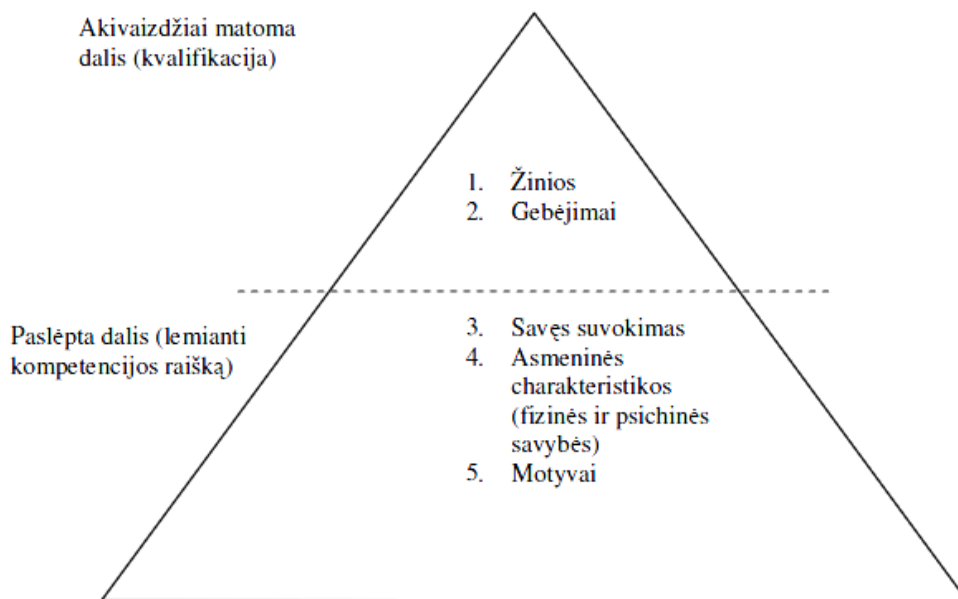 Akivaizdžiai matoma
dalis (kvalifikacija)
1. Žinios
2. Gebėjimai
Paslėpta dalis (lemianti
kompetencijos raišką)
3. Savęs suvokimas
4. Asmeninės
charakteristikos
(fizinės ir psichinės
savybės)
5. Motyvai